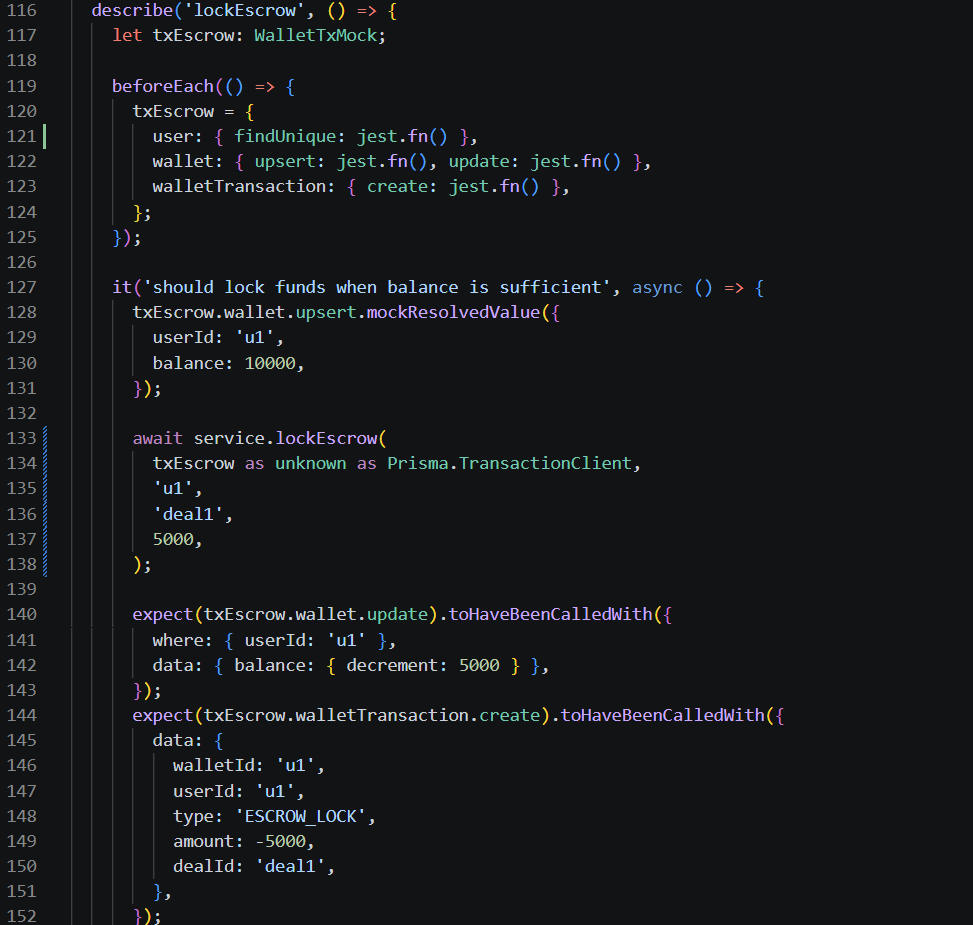 116 describe('lockEscrow', () => {
117 let txEscrow: WalletTxMock;
118
119 beforeEach(() => {
120 txEscrow = {
121 user: { findUnique: jest.fn() },
122 wallet: { upsert: jest.fn(), update: jest.fn() },
123 walletTransaction: { create: jest.fn() },
124 };
125 });
126
127 it('should lock funds when balance is sufficient', async () => {
128 txEscrow.wallet.upsert.mockResolvedValue({
129 userId: 'u1',
130 balance: 10000,
131 });
132
133 await service.lockEscrow(
134 txEscrow as unknown as Prisma.TransactionClient,
135 'u1',
136 'deal1',
137 5000,
138 );
139
140 expect(txEscrow.wallet.update).toHaveBeenCalledWith({
141 where: { userId: 'u1' },
142 data: { balance: { decrement: 5000 } },
143 });
144 expect(txEscrow.walletTransaction.create).toHaveBeenCalledWith({
145 data: {
146 walletId: 'u1',
147 userId: 'u1',
148 type: 'ESCROW_LOCK',
149 amount: -5000,
150 dealId: 'deal1',
151 },
152 });